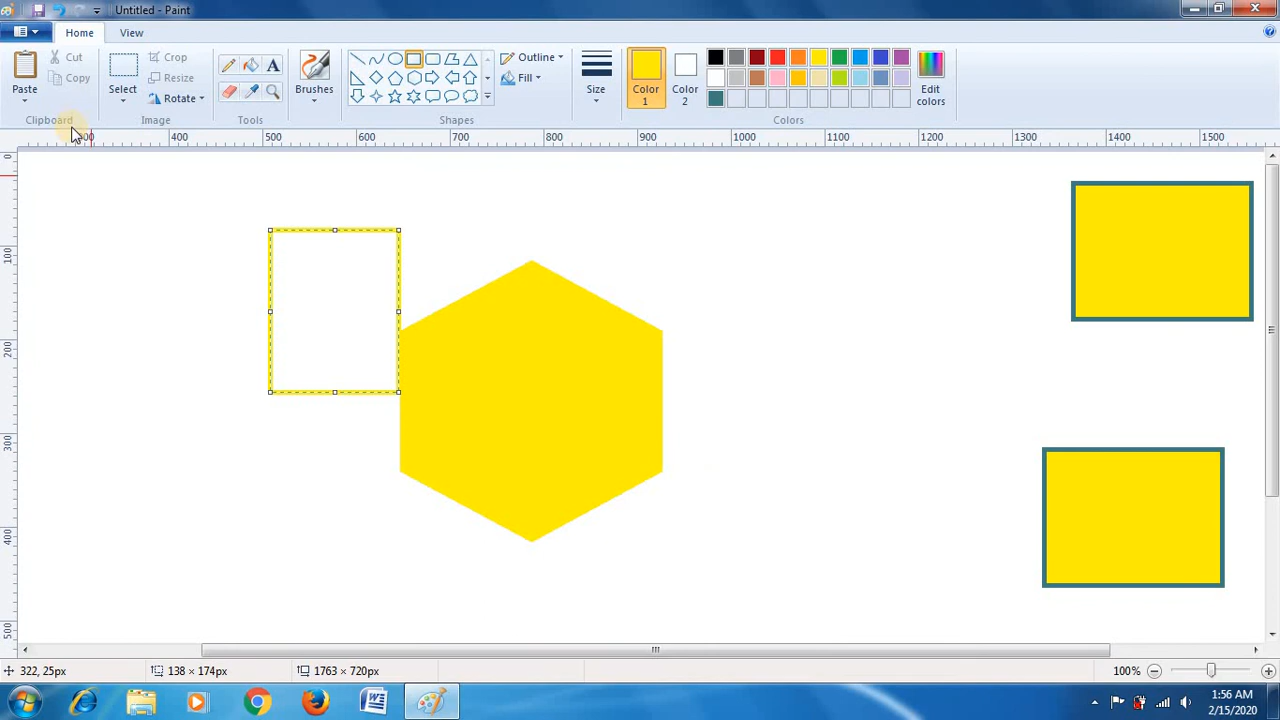 Untitled - Paint
Home
View
Paste
Cut
Copy
Clipboard
Select
Crop
Resize
Rotate
Image
Tools
Brushes
Outline
Fill
Shapes
Size
Color
1
Color
2
Edit
colors
Colors
300 400 500 600 700 800 900 1000 1100 1200 1300 1400 1500
0
100
200
300
400
500
322, 25px
138 × 174px
1763 × 720px
100%
1:56 AM
2/15/2020